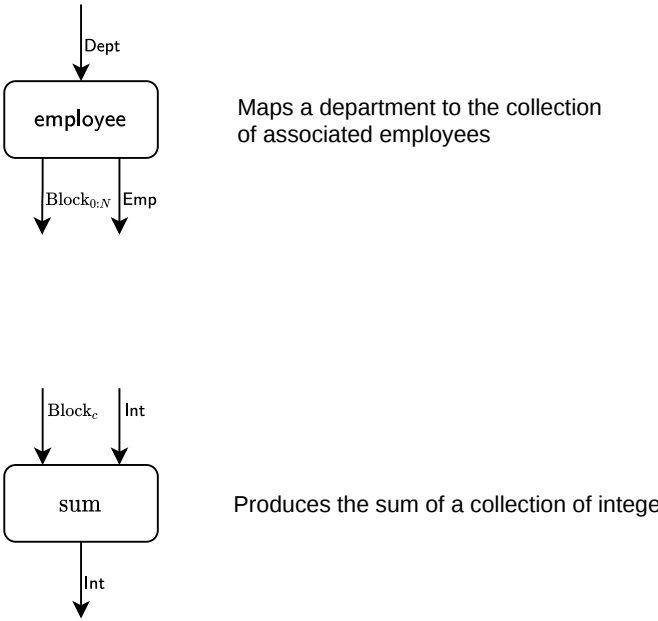 Dept
employee
Maps a department to the collection
of associated employees
Block0:N Emp
Blockc Int
sum
Produces the sum of a collection of intege
Int